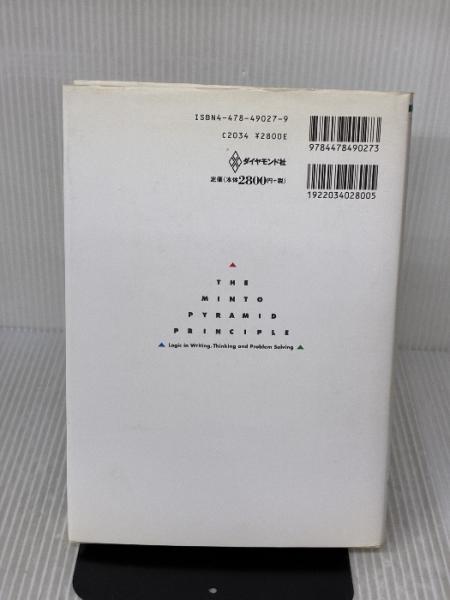 ISBN4-478-49027-9
C2034 ¥2800E
ダイヤモンド社
定価(本体2800円+税)
9784478490273
1922034028005
THE
MINTO
PYRAMID
PRINCIPLE
Logic in Writing, Thinking and Problem Solving